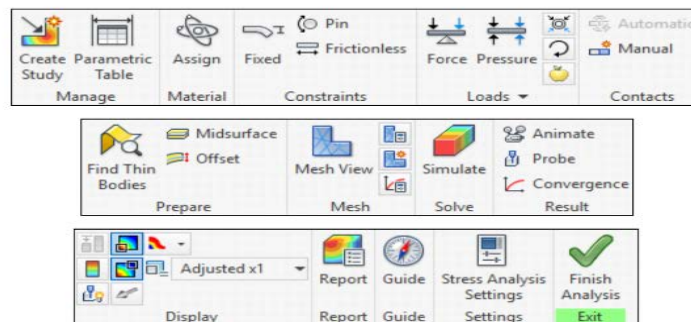 Create Study
Parametric Table
Assign
Fixed
Pin
Frictionless
Force
Pressure
Automatic
Manual
Manage
Material
Constraints
Loads
Contacts
Find Thin Bodies
Midsurface
Offset
Mesh View
Simulate
Animate
Probe
Convergence
Prepare
Mesh
Solve
Result
Adjusted x1
Report
Guide
Stress Analysis Settings
Finish Analysis
Display
Report
Guide
Settings
Exit